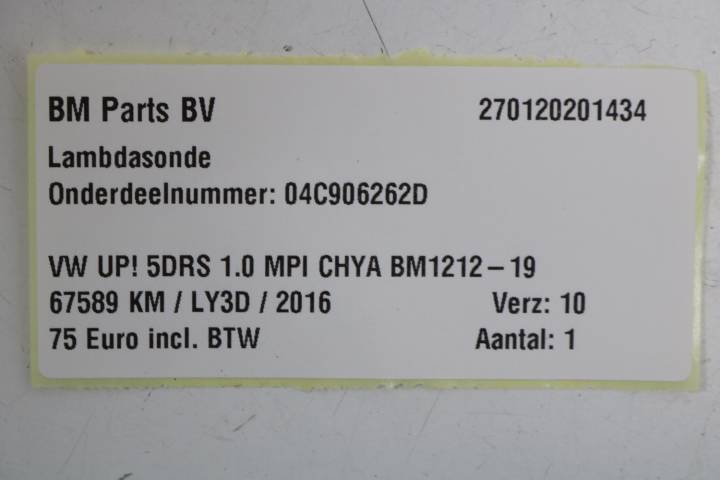 BM Parts BV 270120201434
Lambdasonde
Onderdeelnummer: 04C906262D
VW UP! 5DRS 1.0 MPI CHYA BM1212-19
67589 KM / LY3D / 2016 Verz: 10
75 Euro incl. BTW Aantal: 1